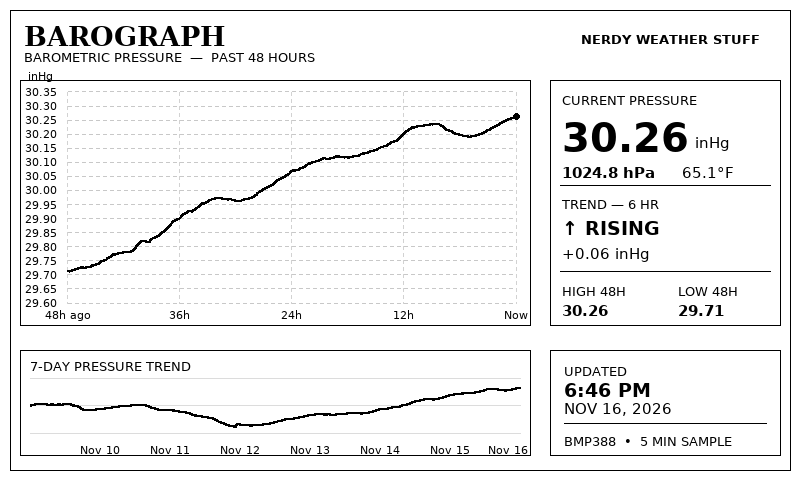 BAROGRAPH
BAROMETRIC PRESSURE — PAST 48 HOURS
NERDY WEATHER STUFF
inHg
30.35
30.30
30.25
30.20
30.15
30.10
30.05
30.00
29.95
29.90
29.85
29.80
29.75
29.70
29.65
29.60
48h ago 36h 24h 12h Now
CURRENT PRESSURE
30.26 inHg
1024.8 hPa 65.1°F
TREND — 6 HR
↑ RISING
+0.06 inHg
HIGH 48H LOW 48H
30.26 29.71
7-DAY PRESSURE TREND
Nov 10 Nov 11 Nov 12 Nov 13 Nov 14 Nov 15 Nov 16
UPDATED
6:46 PM
NOV 16, 2026
BMP388 • 5 MIN SAMPLE